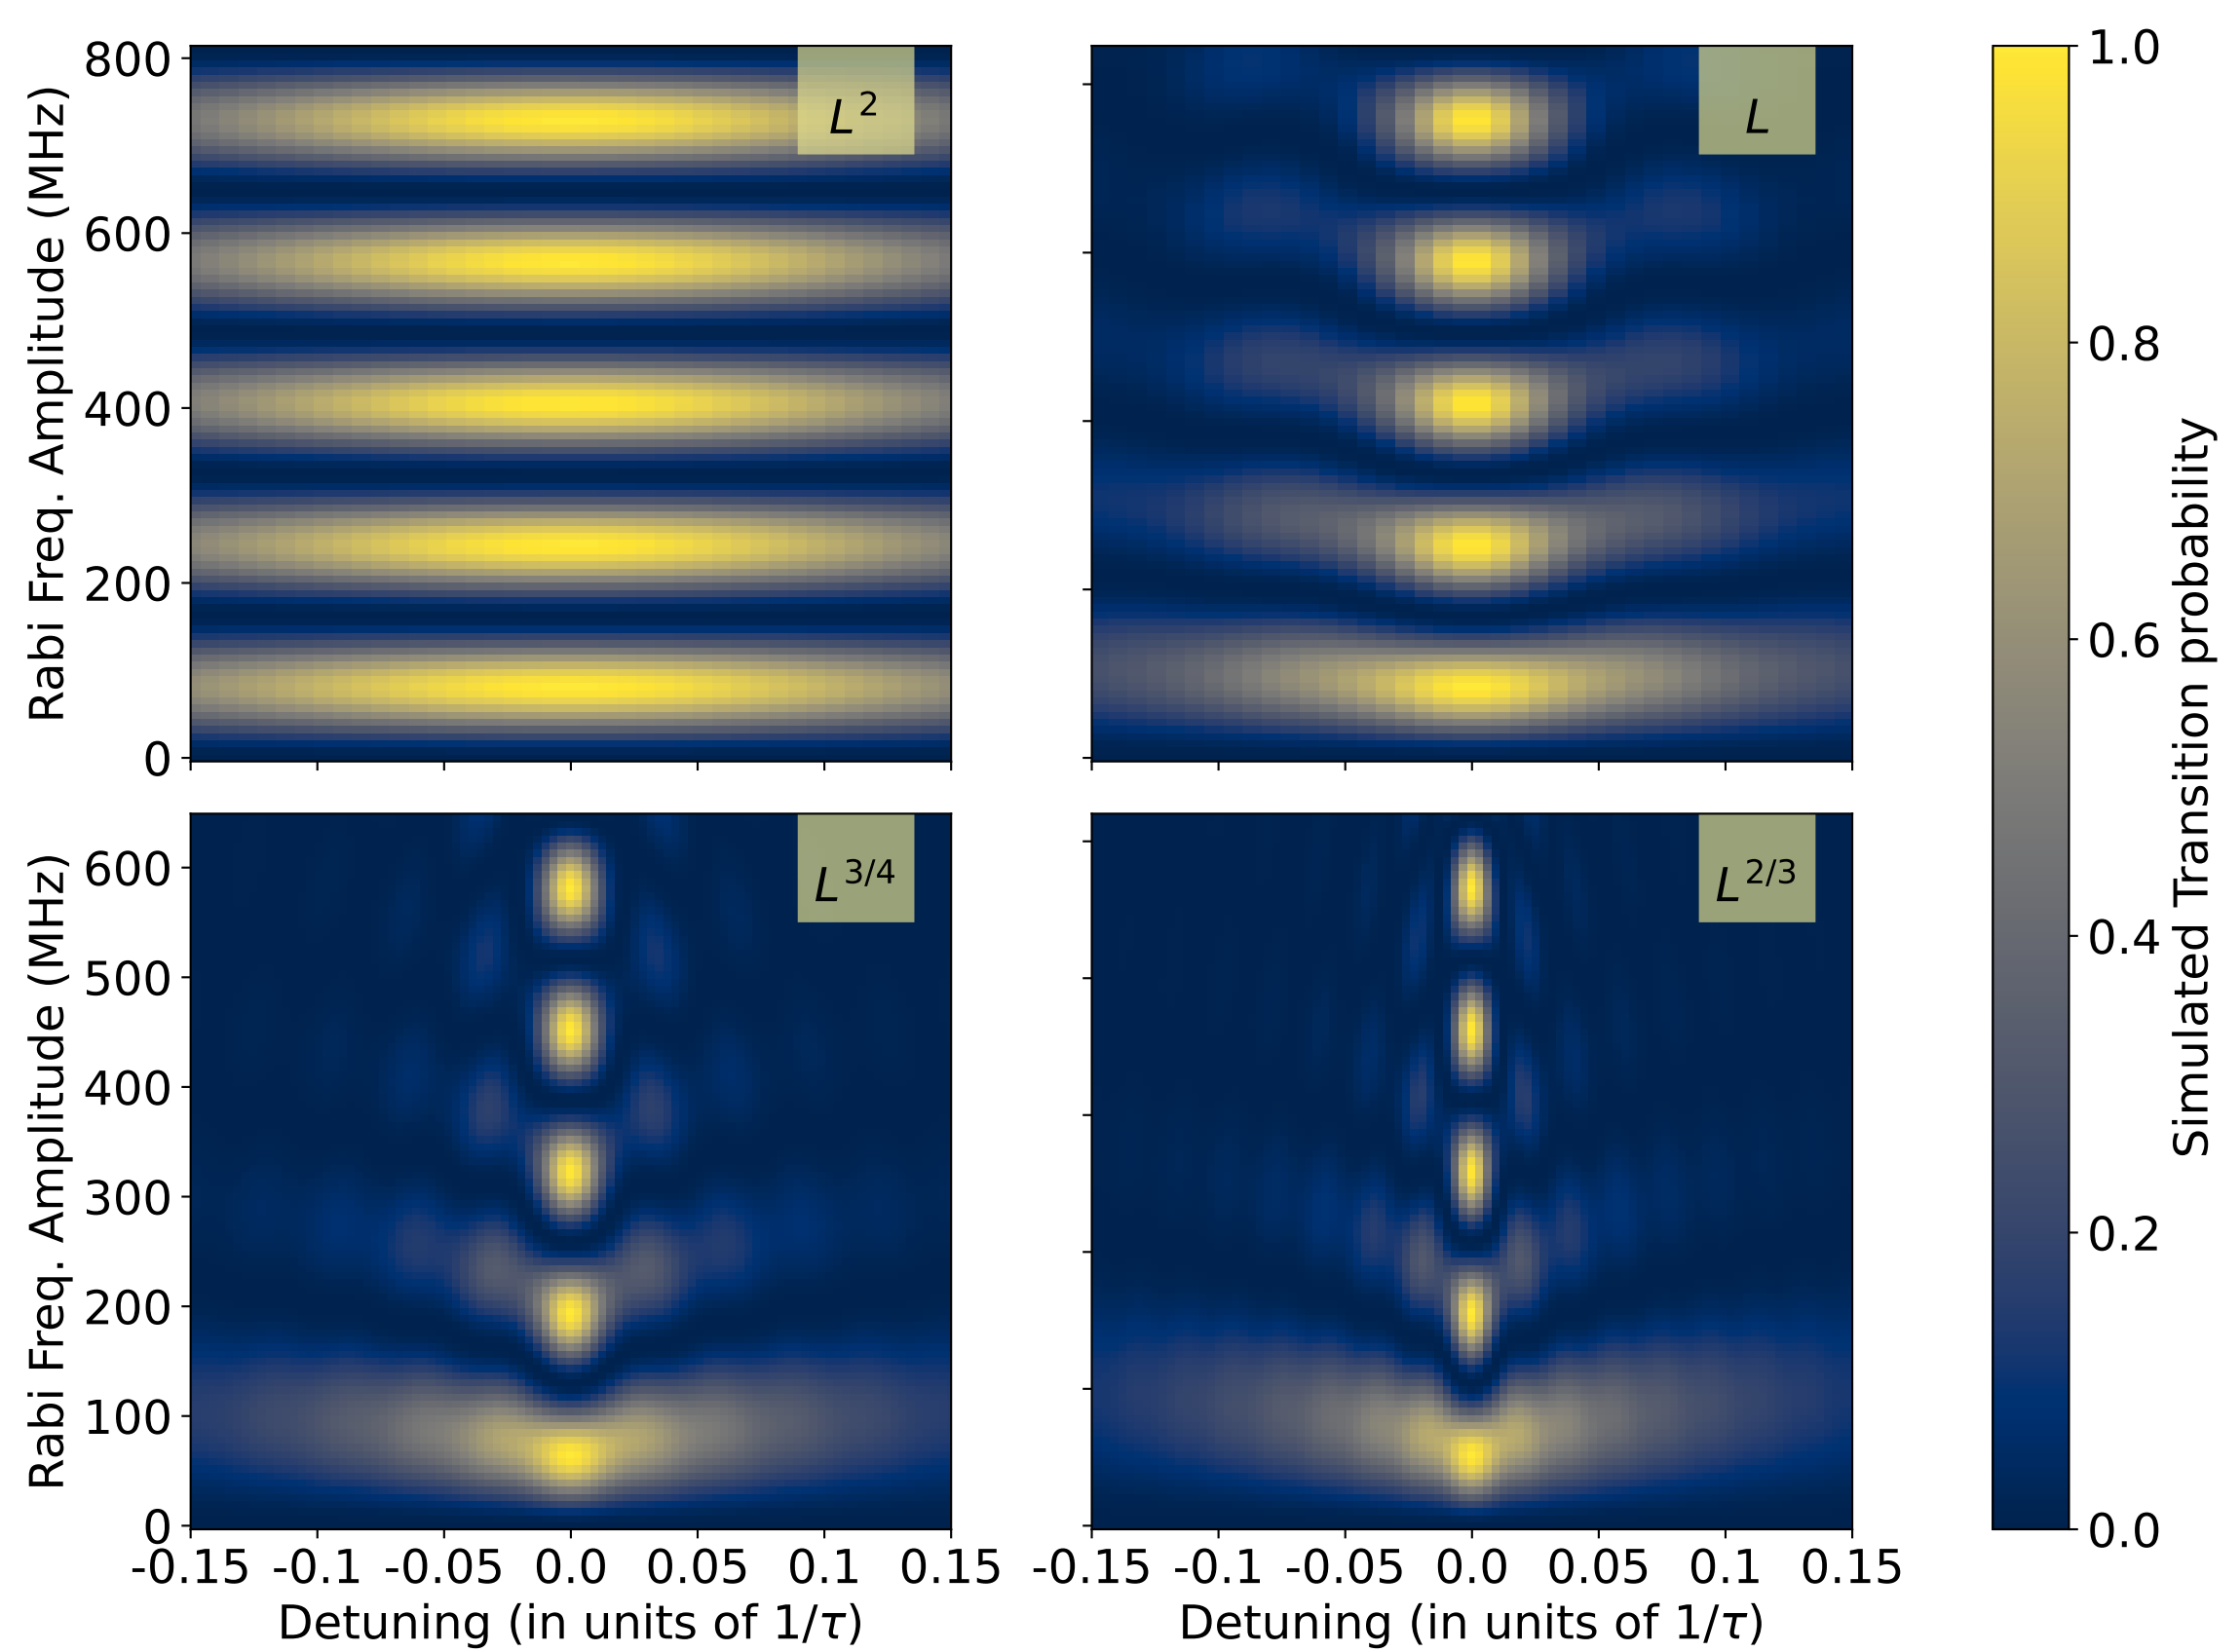 800
600
400
200
0
Rabi Freq. Amplitude (MHz)
L²
L
600
500
400
300
200
100
0
Rabi Freq. Amplitude (MHz)
L³/⁴
L²/³
-0.15 -0.1 -0.05 0.0 0.05 0.1 0.15
-0.15 -0.1 -0.05 0.0 0.05 0.1 0.15
Detuning (in units of 1/τ)
Detuning (in units of 1/τ)
1.0
0.8
0.6
0.4
0.2
0.0
Simulated Transition probability